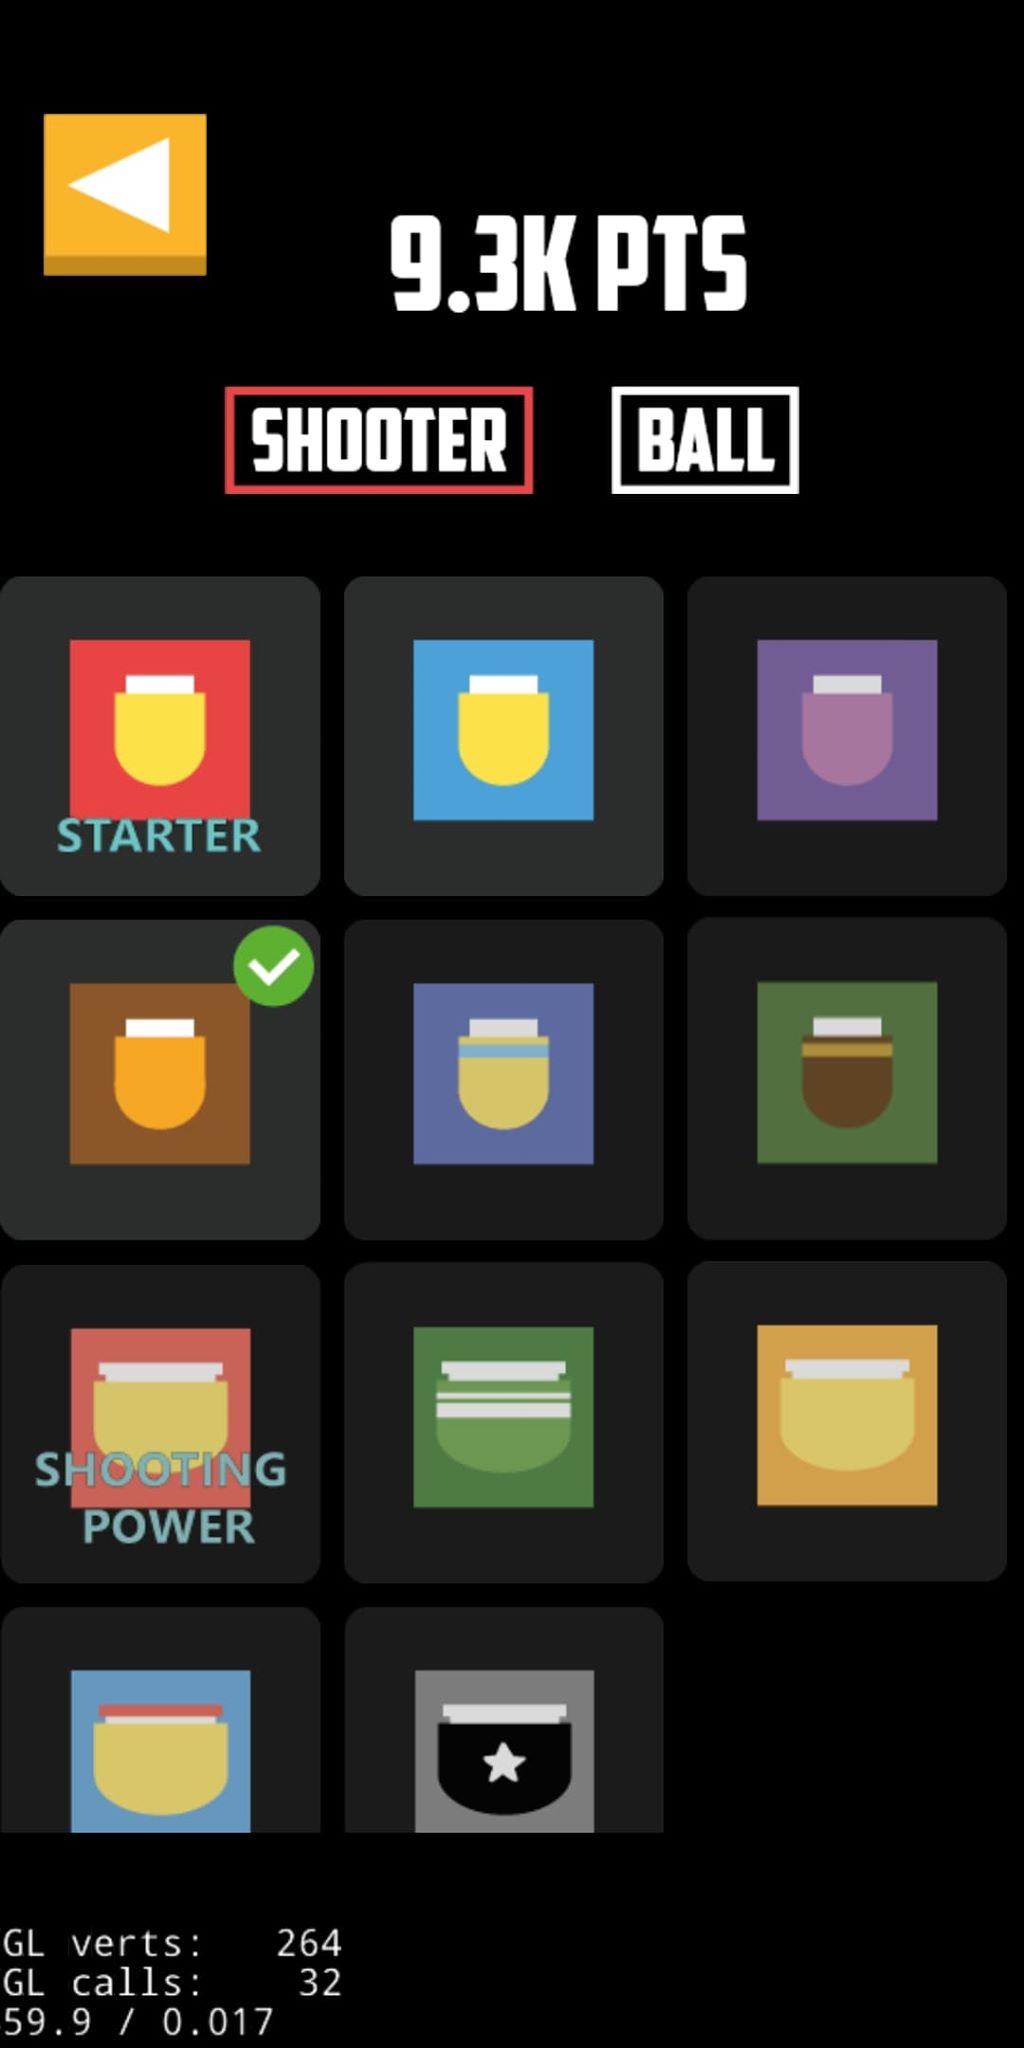 9.3K PTS
SHOOTER
BALL
STARTER
SHOOTING
POWER
GL verts: 264
GL calls: 32
59.9 / 0.017